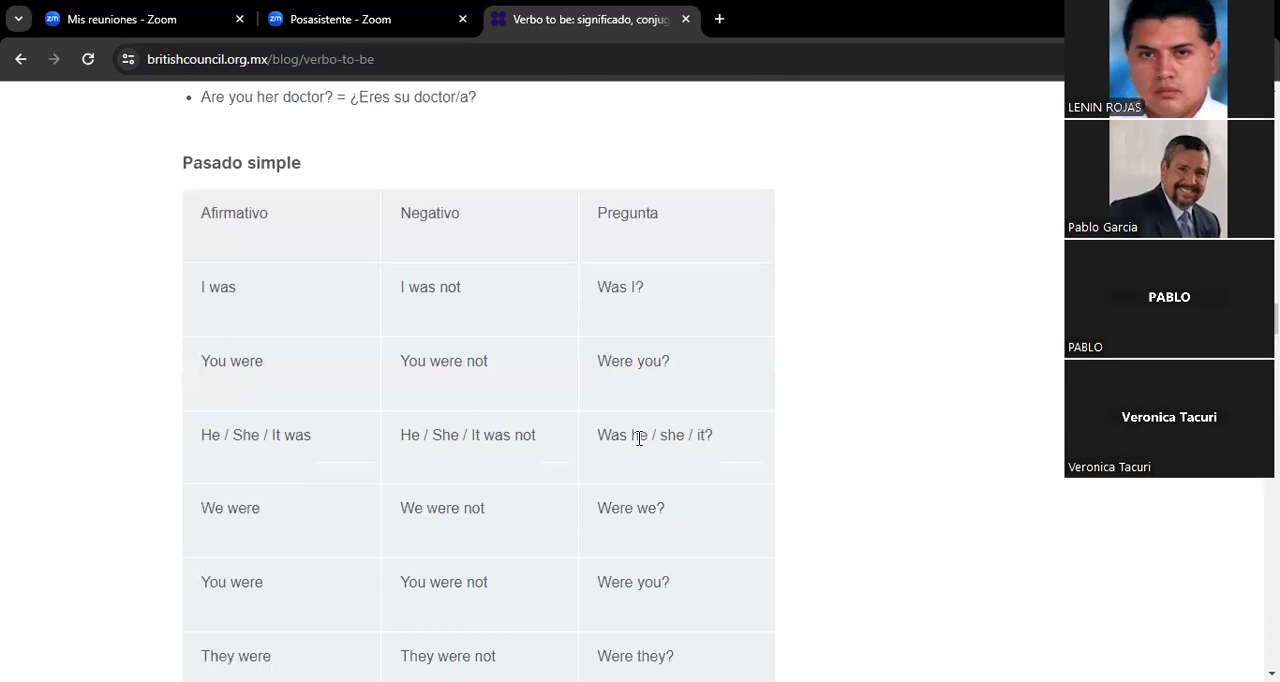 Mis reuniones - Zoom
Posasistente - Zoom
Verbo to be: significado, conjug
britishcouncil.org.mx/blog/verbo-to-be
• Are you her doctor? = ¿Eres su doctor/a?
Pasado simple
Afirmativo Negativo Pregunta
I was I was not Was I?
You were You were not Were you?
He / She / It was He / She / It was not Was he / she / it?
We were We were not Were we?
You were You were not Were you?
They were They were not Were they?
LENIN ROJAS
Pablo Garcia
PABLO
PABLO
Veronica Tacuri
Veronica Tacuri